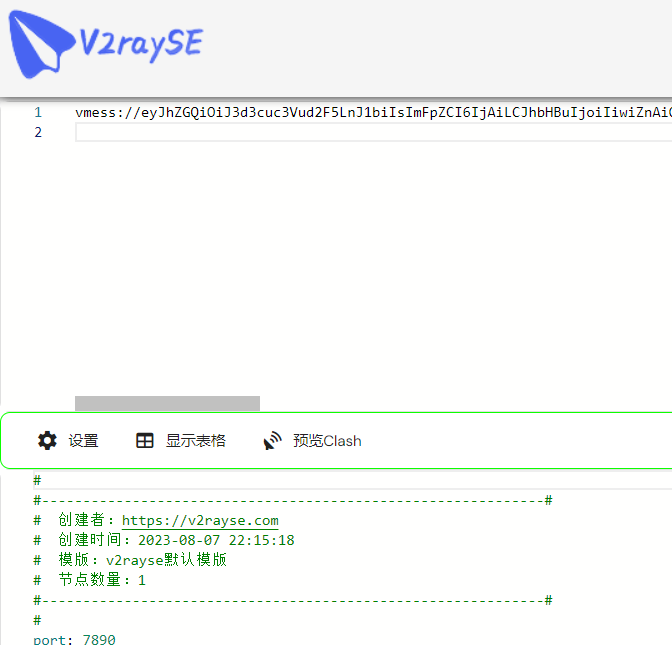 V2raySE
1 vmess://eyJhZGQiOiJ3d3cuc3Vud2F5LnJ1biIsImFpZCI6IjAiLCJhbHBuIjoiIiwiZnAiO
2
设置 显示表格 预览Clash
#
#-------------------------------------------------------------#
# 创建者：https://v2rayse.com
# 创建时间：2023-08-07 22:15:18
# 模版：v2rayse默认模版
# 节点数量：1
#-------------------------------------------------------------#
#
port: 7890